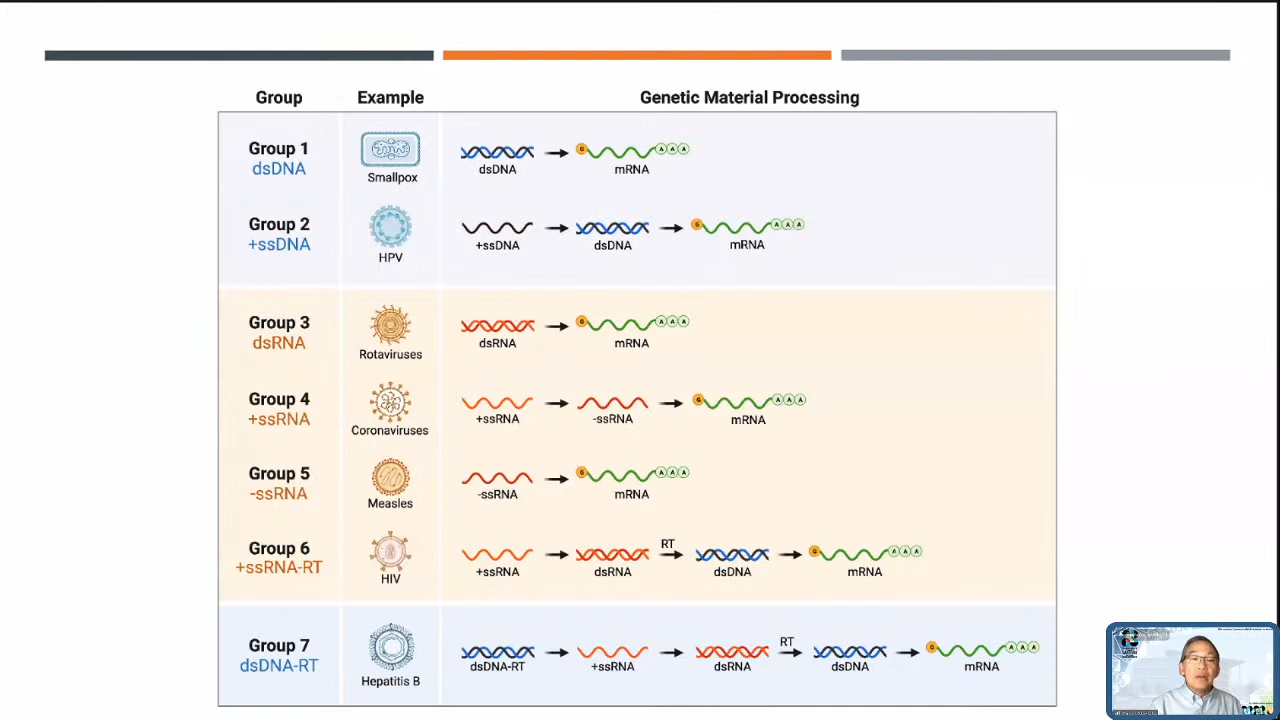 Group Example Genetic Material Processing
Group 1
dsDNA
Smallpox
dsDNA
G
A A A
mRNA
Group 2
+ssDNA
HPV
+ssDNA
dsDNA
G
A A A
mRNA
Group 3
dsRNA
Rotaviruses
dsRNA
G
A A A
mRNA
Group 4
+ssRNA
Coronaviruses
+ssRNA
-ssRNA
G
A A A
mRNA
Group 5
-ssRNA
Measles
-ssRNA
G
A A A
mRNA
Group 6
+ssRNA-RT
HIV
+ssRNA
dsRNA
RT
dsDNA
G
A A A
mRNA
Group 7
dsDNA-RT
Hepatitis B
dsDNA-RT
+ssRNA
dsRNA
RT
dsDNA
G
A A A
mRNA